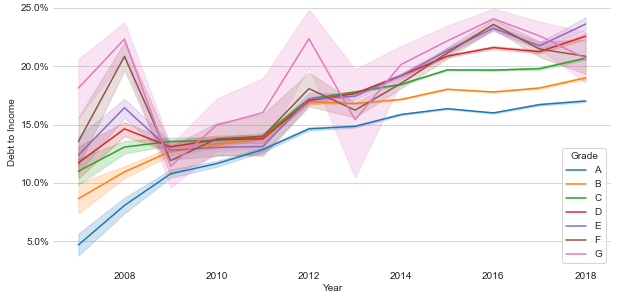 25.0%
20.0%
15.0%
10.0%
5.0%
Debt to Income
2008 2010 2012 2014 2016 2018
Year
Grade
A
B
C
D
E
F
G